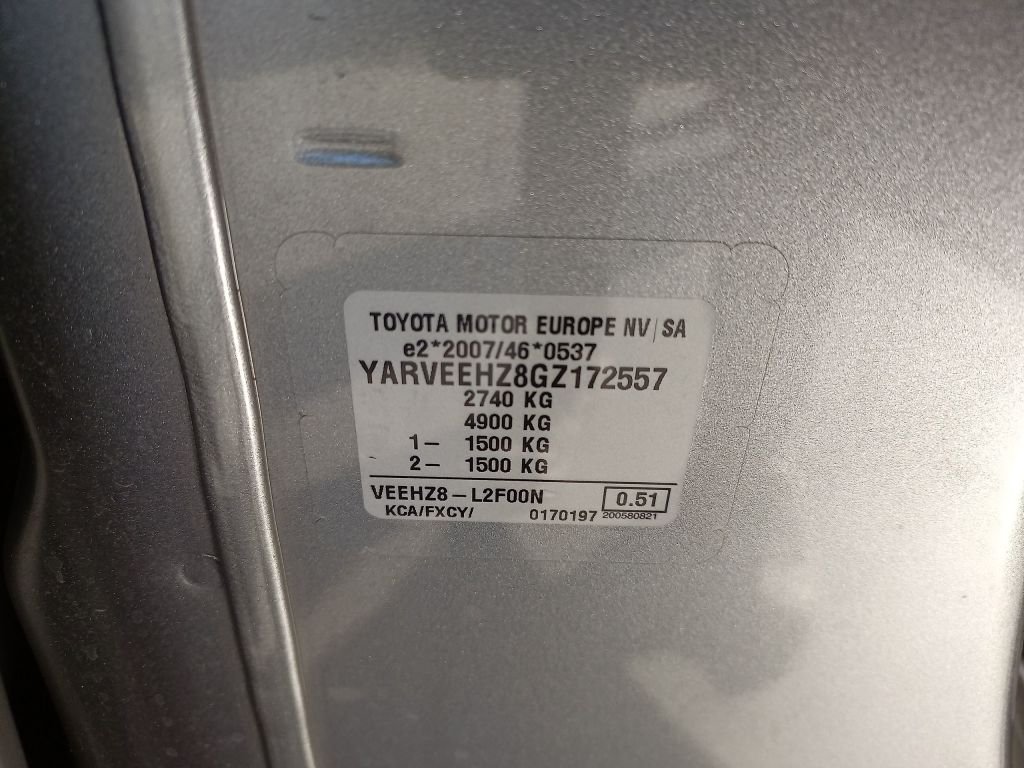 TOYOTA MOTOR EUROPE NV/SA
e2*2007/46*0537
YARVEEHZ8GZ172557
2740 KG
4900 KG
1– 1500 KG
2– 1500 KG
VEEHZ8–L2F00N 0.51
KCA/FXCY/ 0170197 200580821